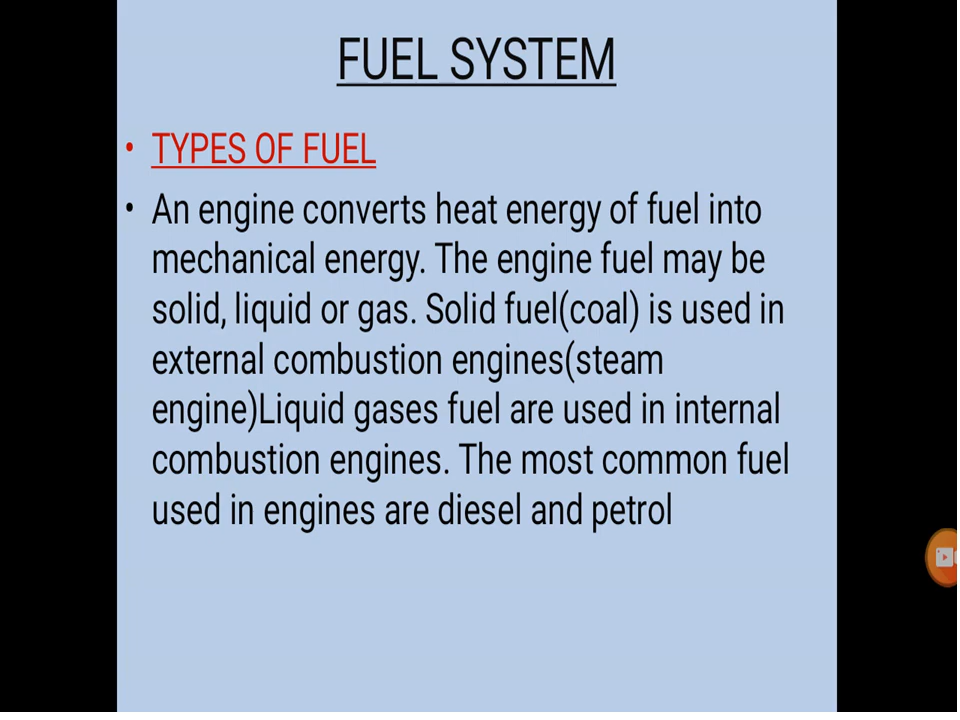 FUEL SYSTEM
• TYPES OF FUEL
• An engine converts heat energy of fuel into
mechanical energy. The engine fuel may be
solid, liquid or gas. Solid fuel(coal) is used in
external combustion engines(steam
engine)Liquid gases fuel are used in internal
combustion engines. The most common fuel
used in engines are diesel and petrol